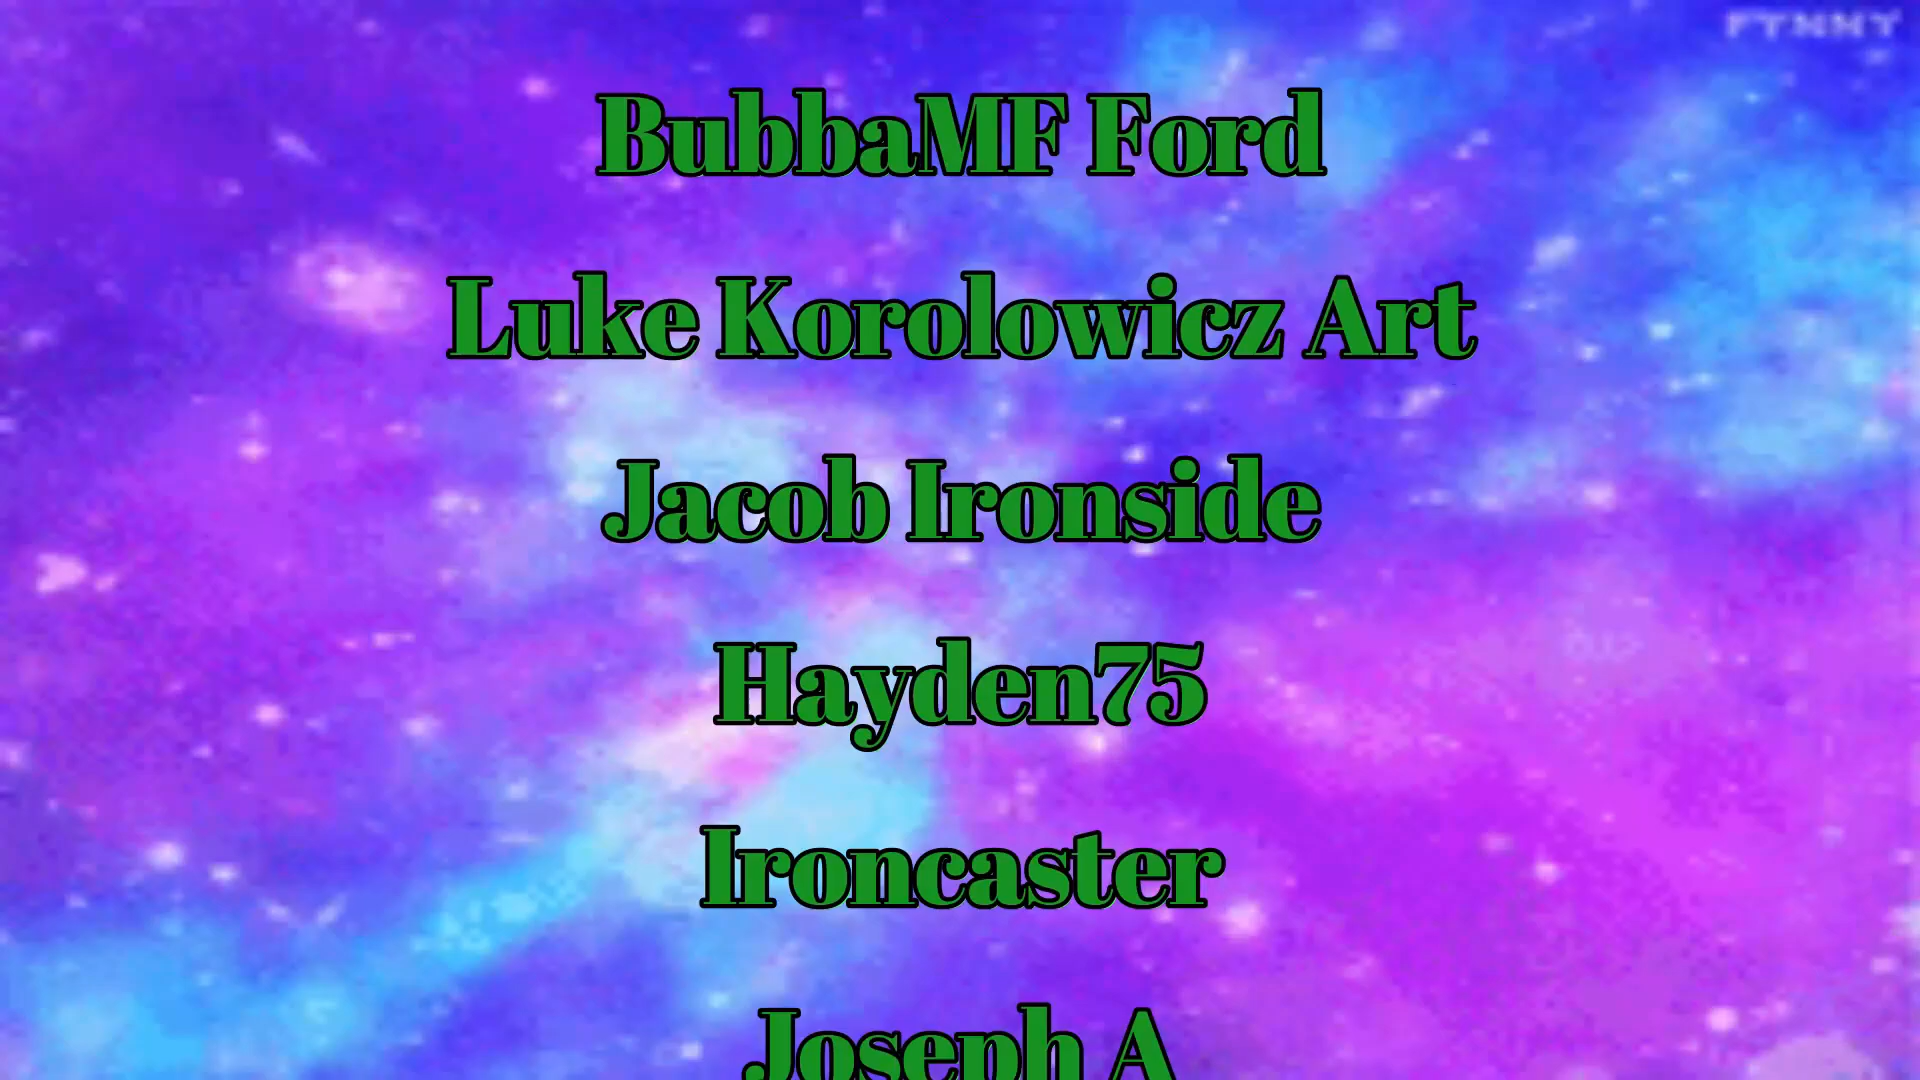 BubbaMF Ford
Luke Korolowicz Art
Jacob Ironside
Hayden75
Ironcaster
Joseph A